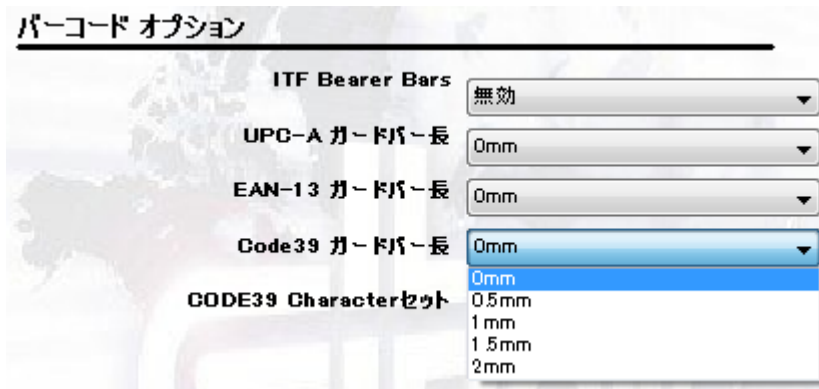 バーコード オプション
ITF Bearer Bars 無効
UPC-A ガードバー長 0mm
EAN-13 ガードバー長 0mm
Code39 ガードバー長 0mm
0mm
CODE39 Characterセット 0.5mm
1mm
1.5mm
2mm